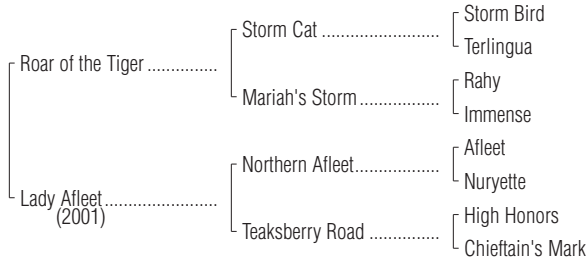 Storm Bird
Storm Cat ..............................
Terlingua
Roar of the Tiger ..................
Rahy
Mariah's Storm .....................
Immense
Afleet
Northern Afleet ......................
Nuryette
Lady Afleet .............................
(2001)
High Honors
Teaksberry Road ..................
Chieftain's Mark